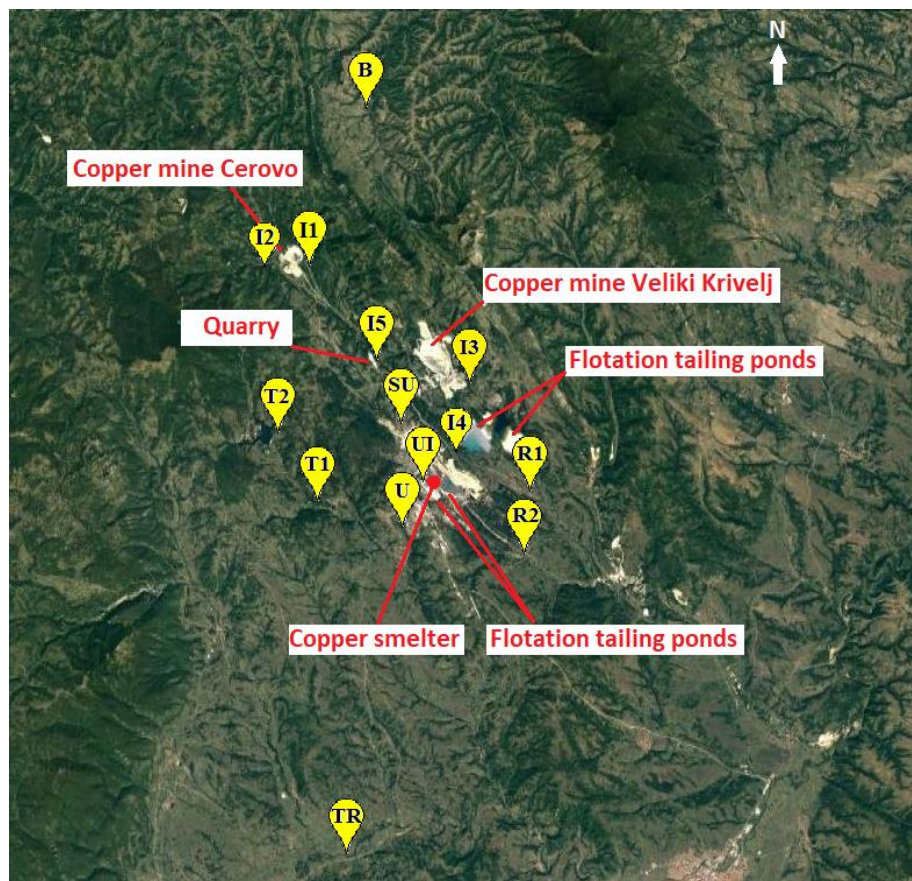 N
B
Copper mine Cerovo
I2
I1
Copper mine Veliki Krivelj
Quarry
I5
I3
Flotation tailing ponds
T2
SU
I4
UI
R1
T1
U
R2
Copper smelter
Flotation tailing ponds
TR